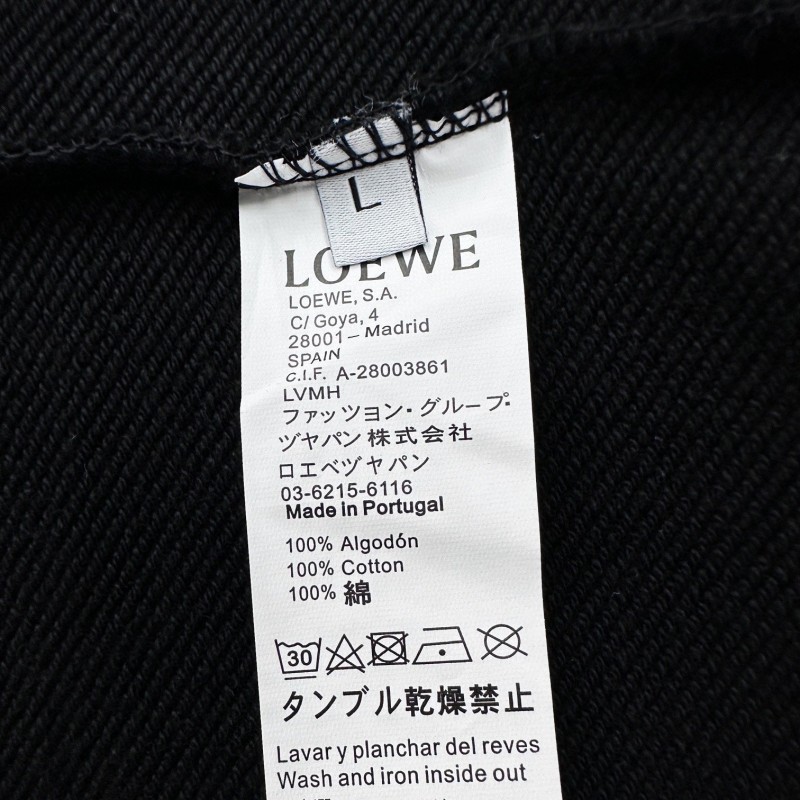 L
LOEWE
LOEWE, S.A.
C/ Goya, 4
28001 – Madrid
SPAIN
C.I.F. A-28003861
LVMH
ファッツョン・グループ
ヅヤパン 株式会社
ロエベヅヤパン
03-6215-6116
Made in Portugal
100% Algodón
100% Cotton
100% 綿
30
タンブル乾燥禁止
Lavar y planchar del reves
Wash and iron inside out